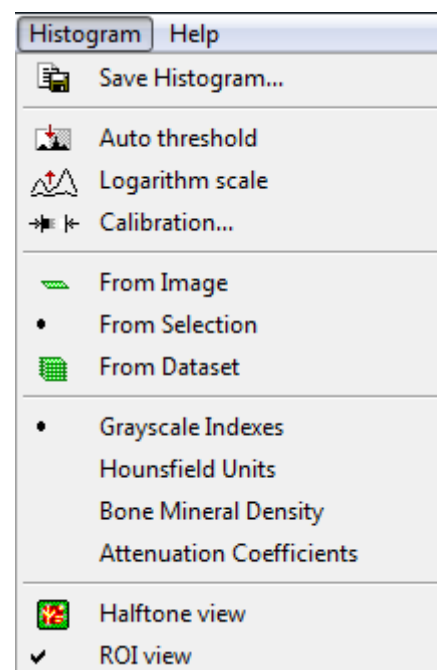 Histogram Help
Save Histogram...
Auto threshold
Logarithm scale
Calibration...
From Image
From Selection
From Dataset
Grayscale Indexes
Hounsfield Units
Bone Mineral Density
Attenuation Coefficients
Halftone view
ROI view